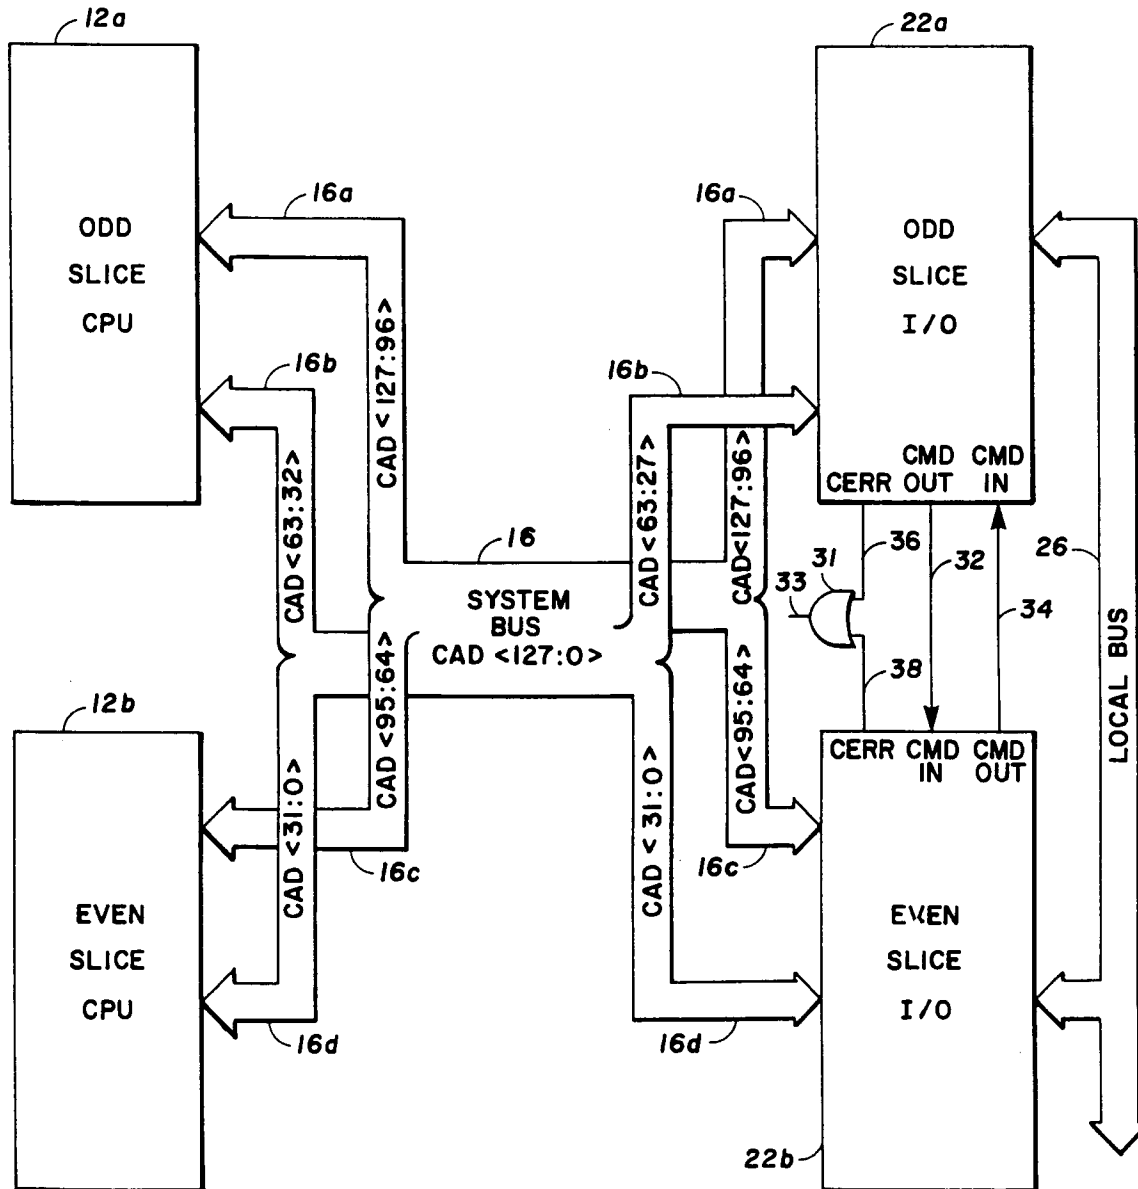 12a
22a
16a
16a
ODD
SLICE
CPU
ODD
SLICE
I/O
16b
16b
CAD <127:96>
CAD <63:32>
CAD <63:27>
CAD <127:96>
CERR
CMD
OUT
CMD
IN
16
36
31
32
26
33
34
SYSTEM
BUS
CAD <127:0>
38
LOCAL BUS
12b
CAD <95:64>
CAD <95:64>
CERR
CMD
IN
CMD
OUT
CAD <31:0>
CAD < 31:0>
16c
16c
EVEN
SLICE
CPU
EVEN
SLICE
I/O
16d
16d
22b